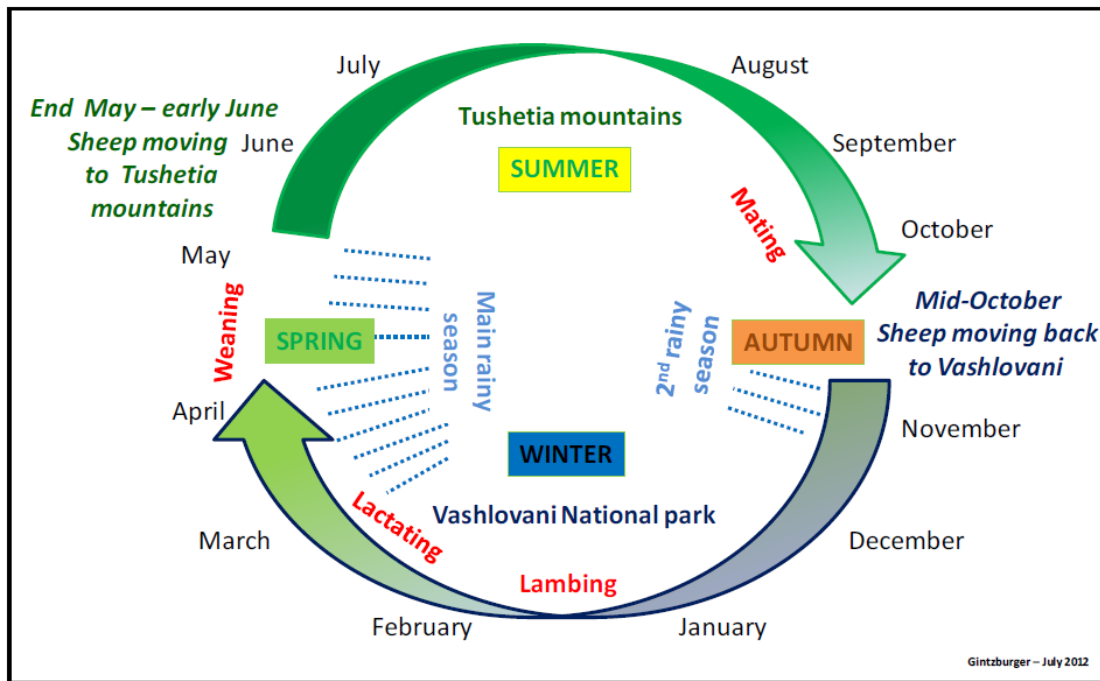 July
August
End May – early June
Sheep moving
to Tushetia
mountains
June
Tushetia mountains
SUMMER
September
Mating
October
May
Weaning
SPRING
Main rainy
season
2nd rainy
season
AUTUMN
Mid-October
Sheep moving back
to Vashlovani
April
November
WINTER
Lactating
Vashlovani National park
March
December
Lambing
February
January
Gintzburger – July 2012